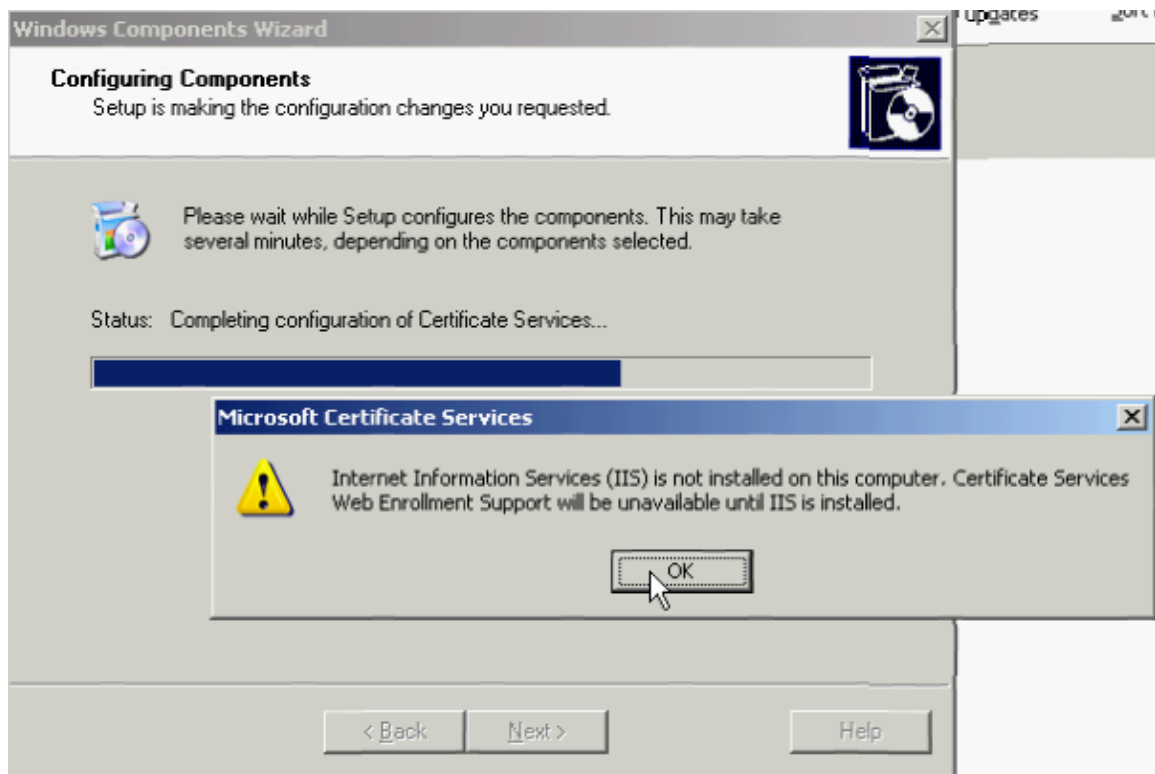 updates
Windows Components Wizard
Configuring Components
Setup is making the configuration changes you requested.
Please wait while Setup configures the components. This may take
several minutes, depending on the components selected.
Status: Completing configuration of Certificate Services...
Microsoft Certificate Services
Internet Information Services (IIS) is not installed on this computer. Certificate Services
Web Enrollment Support will be unavailable until IIS is installed.
OK
< Back
Next >
Help